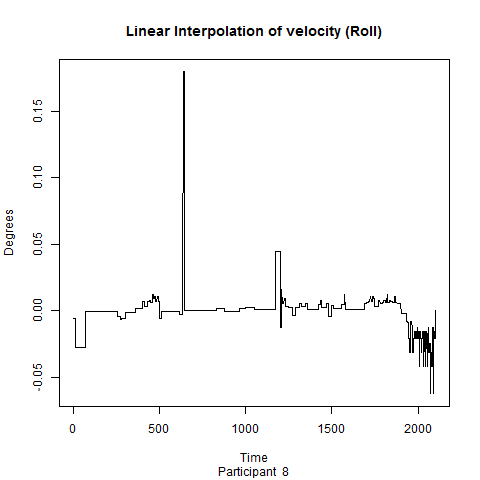 Linear Interpolation of velocity (Roll)
Degrees
0.15
0.10
0.05
0.00
-0.05
0 500 1000 1500 2000
Time
Participant 8